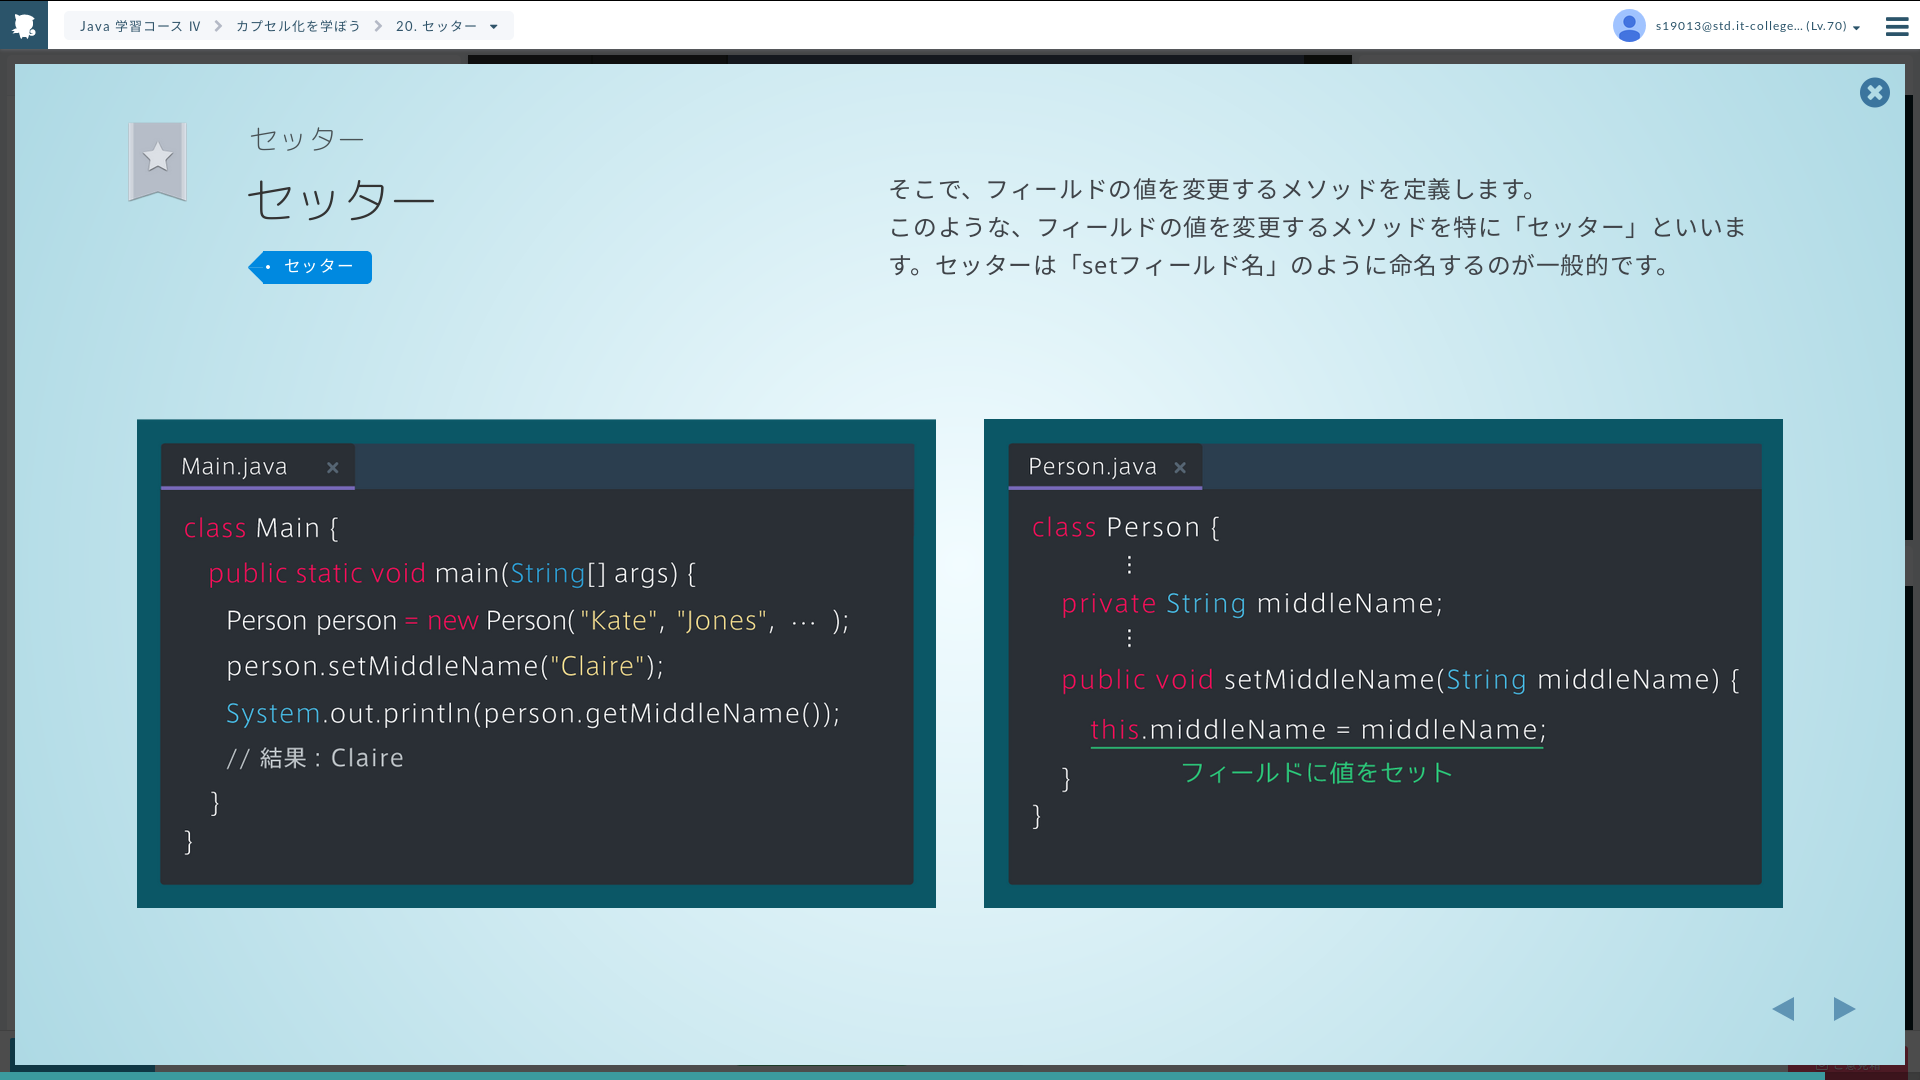 Java 学習コース Ⅳ
カプセル化を学ぼう
20. セッター
s19013@std.it-college... (Lv.70)
セッター
セッター
セッター
そこで、フィールドの値を変更するメソッドを定義します。
このような、フィールドの値を変更するメソッドを特に「セッター」といいま
す。セッターは「setフィールド名」のように命名するのが一般的です。
Main.java
class Main {
public static void main(String[] args) {
Person person = new Person("Kate", "Jones", ⋯ );
person.setMiddleName("Claire");
System.out.println(person.getMiddleName());
// 結果 : Claire
}
}
Person.java
class Person {
⋮
private String middleName;
⋮
public void setMiddleName(String middleName) {
this.middleName = middleName;
フィールドに値をセット
}
}